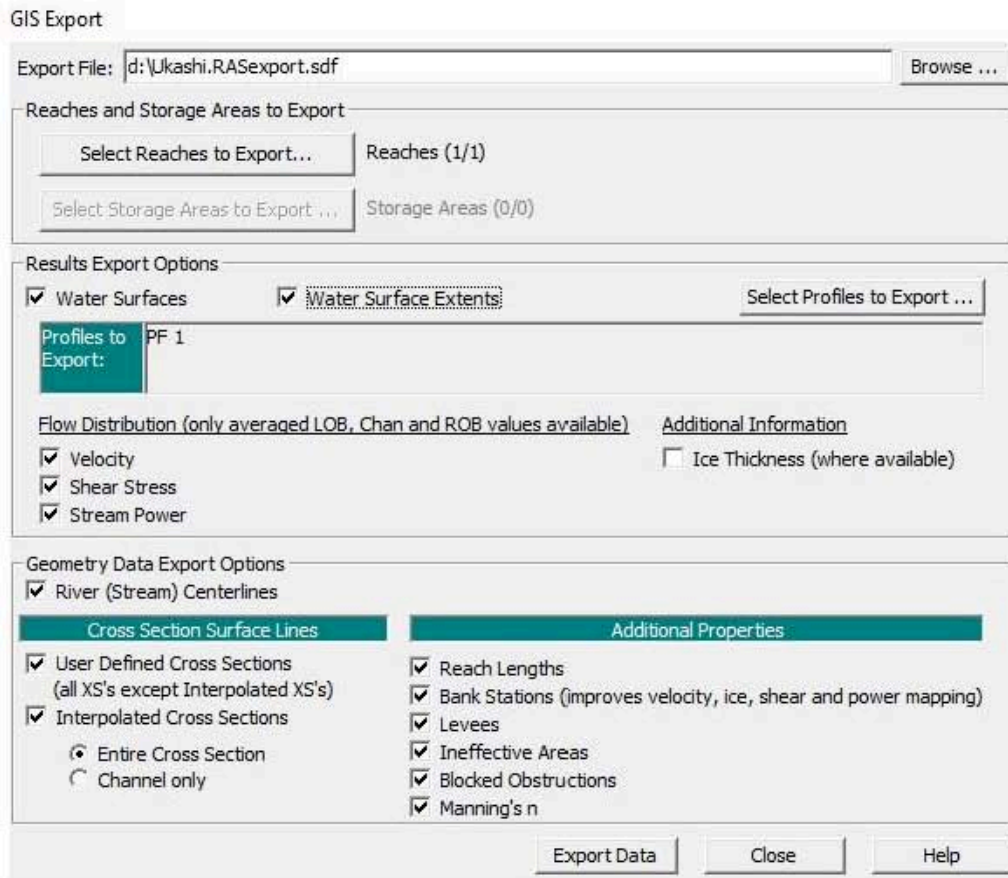 GIS Export
Export File: d:\Ukashi.RASexport.sdf Browse ...
Reaches and Storage Areas to Export
Select Reaches to Export... Reaches (1/1)
Select Storage Areas to Export ... Storage Areas (0/0)
Results Export Options
Water Surfaces Water Surface Extents Select Profiles to Export ...
Profiles to PF 1
Export:
Flow Distribution (only averaged LOB, Chan and ROB values available) Additional Information
Velocity Ice Thickness (where available)
Shear Stress
Stream Power
Geometry Data Export Options
River (Stream) Centerlines
Cross Section Surface Lines Additional Properties
User Defined Cross Sections Reach Lengths
(all XS's except Interpolated XS's) Bank Stations (improves velocity, ice, shear and power mapping)
Interpolated Cross Sections Levees
Entire Cross Section Ineffective Areas
Channel only Blocked Obstructions
Manning's n
Export Data Close Help